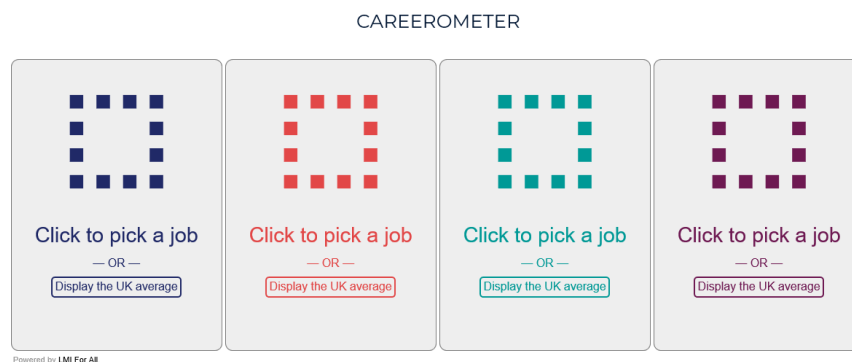 CAREEROMETER
Click to pick a job
— OR —
Display the UK average
Click to pick a job
— OR —
Display the UK average
Click to pick a job
— OR —
Display the UK average
Click to pick a job
— OR —
Display the UK average
Powered by LMI For All